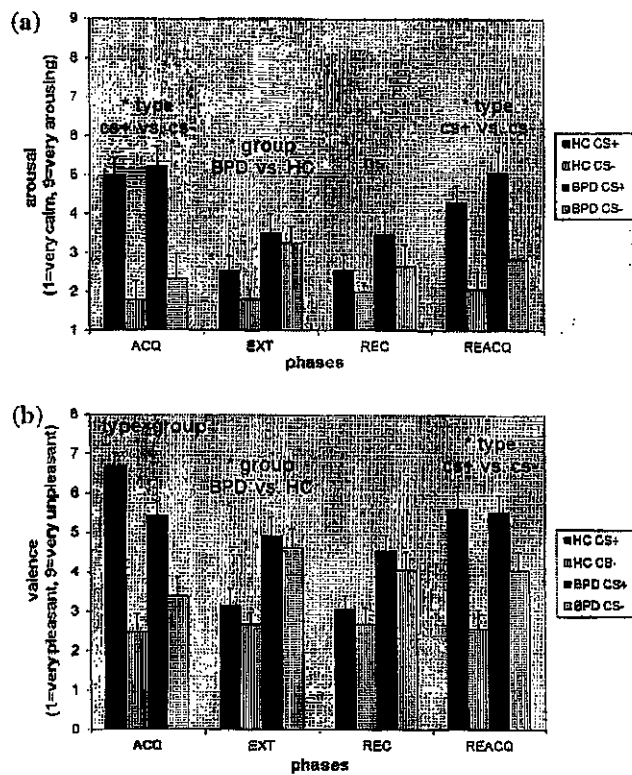 (a)
9
8
7
6
5
4
3
2
1
arousal
(1=very calm, 9=very arousing)
* type
cs+ vs. cs-
* group
BPD vs. HC
ns
* type
cs+ vs. cs-
ACQ
EXT
REC
REACQ
phases
HC CS+
HC CS-
BPD CS+
BPD CS-
(b)
8
7
6
5
4
3
2
1
0
valence
(1=very pleasant, 9=very unpleasant)
typexgroup
* group
BPD vs. HC
* type
cs+ vs. cs-
ACQ
EXT
REC
REACQ
phases
HC CS+
HC CS-
BPD CS+
BPD CS-